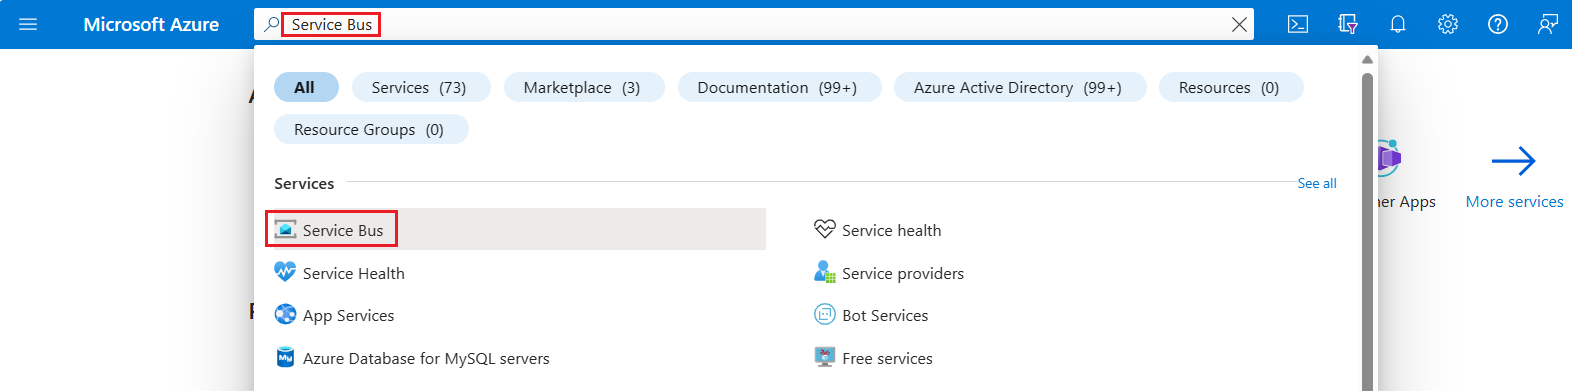 Microsoft Azure Service Bus
All Services (73) Marketplace (3) Documentation (99+) Azure Active Directory (99+) Resources (0)
Resource Groups (0)
Services See all
Service Bus Service health
Service Health Service providers
App Services Bot Services
Azure Database for MySQL servers Free services
Apps More services